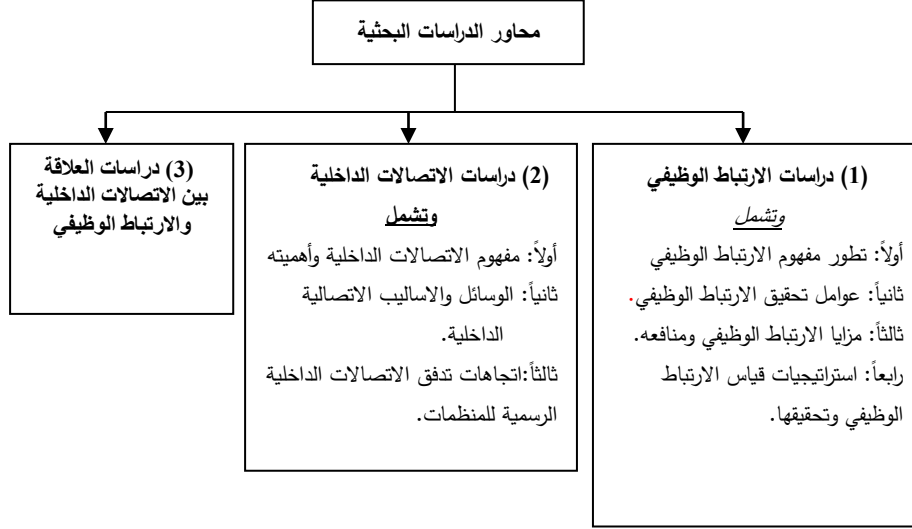 محاور الدراسات البحثية
(1) دراسات الارتباط الوظيفي
وتشمل
أولاً: تطور مفهوم الارتباط الوظيفي
ثانياً: عوامل تحقيق الارتباط الوظيفي.
ثالثاً: مزايا الارتباط الوظيفي ومنافعه.
رابعاً: استراتيجيات قياس الارتباط
الوظيفي وتحقيقها.
(2) دراسات الاتصالات الداخلية
وتشمل
أولاً: مفهوم الاتصالات الداخلية وأهميته
ثانياً: الوسائل والاساليب الاتصالية
الداخلية.
ثالثاً:اتجاهات تدفق الاتصالات الداخلية
الرسمية للمنظمات.
(3) دراسات العلاقة
بين الاتصالات الداخلية
والارتباط الوظيفي